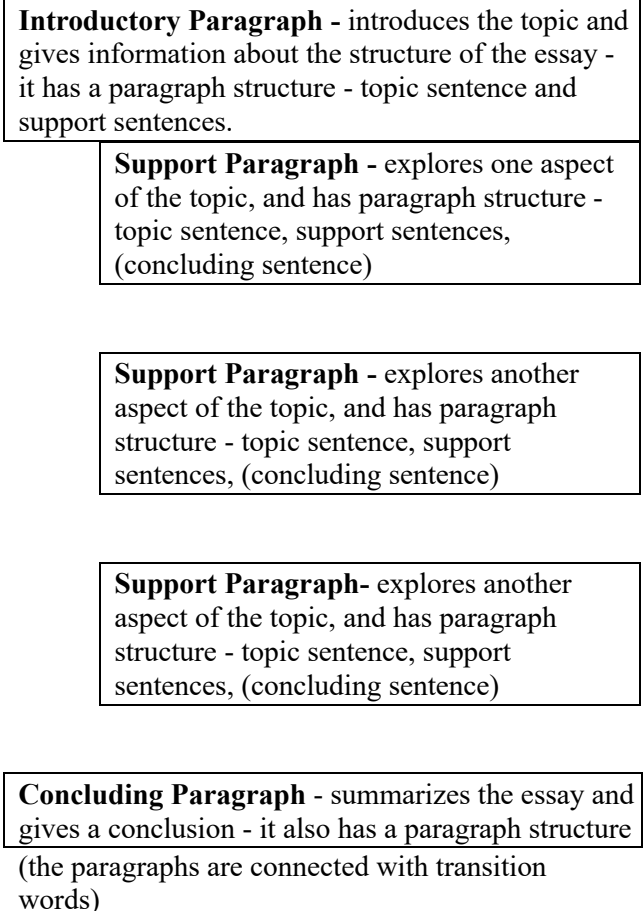 Introductory Paragraph - introduces the topic and
gives information about the structure of the essay -
it has a paragraph structure - topic sentence and
support sentences.
Support Paragraph - explores one aspect
of the topic, and has paragraph structure -
topic sentence, support sentences,
(concluding sentence)
Support Paragraph - explores another
aspect of the topic, and has paragraph
structure - topic sentence, support
sentences, (concluding sentence)
Support Paragraph- explores another
aspect of the topic, and has paragraph
structure - topic sentence, support
sentences, (concluding sentence)
Concluding Paragraph - summarizes the essay and
gives a conclusion - it also has a paragraph structure
(the paragraphs are connected with transition
words)